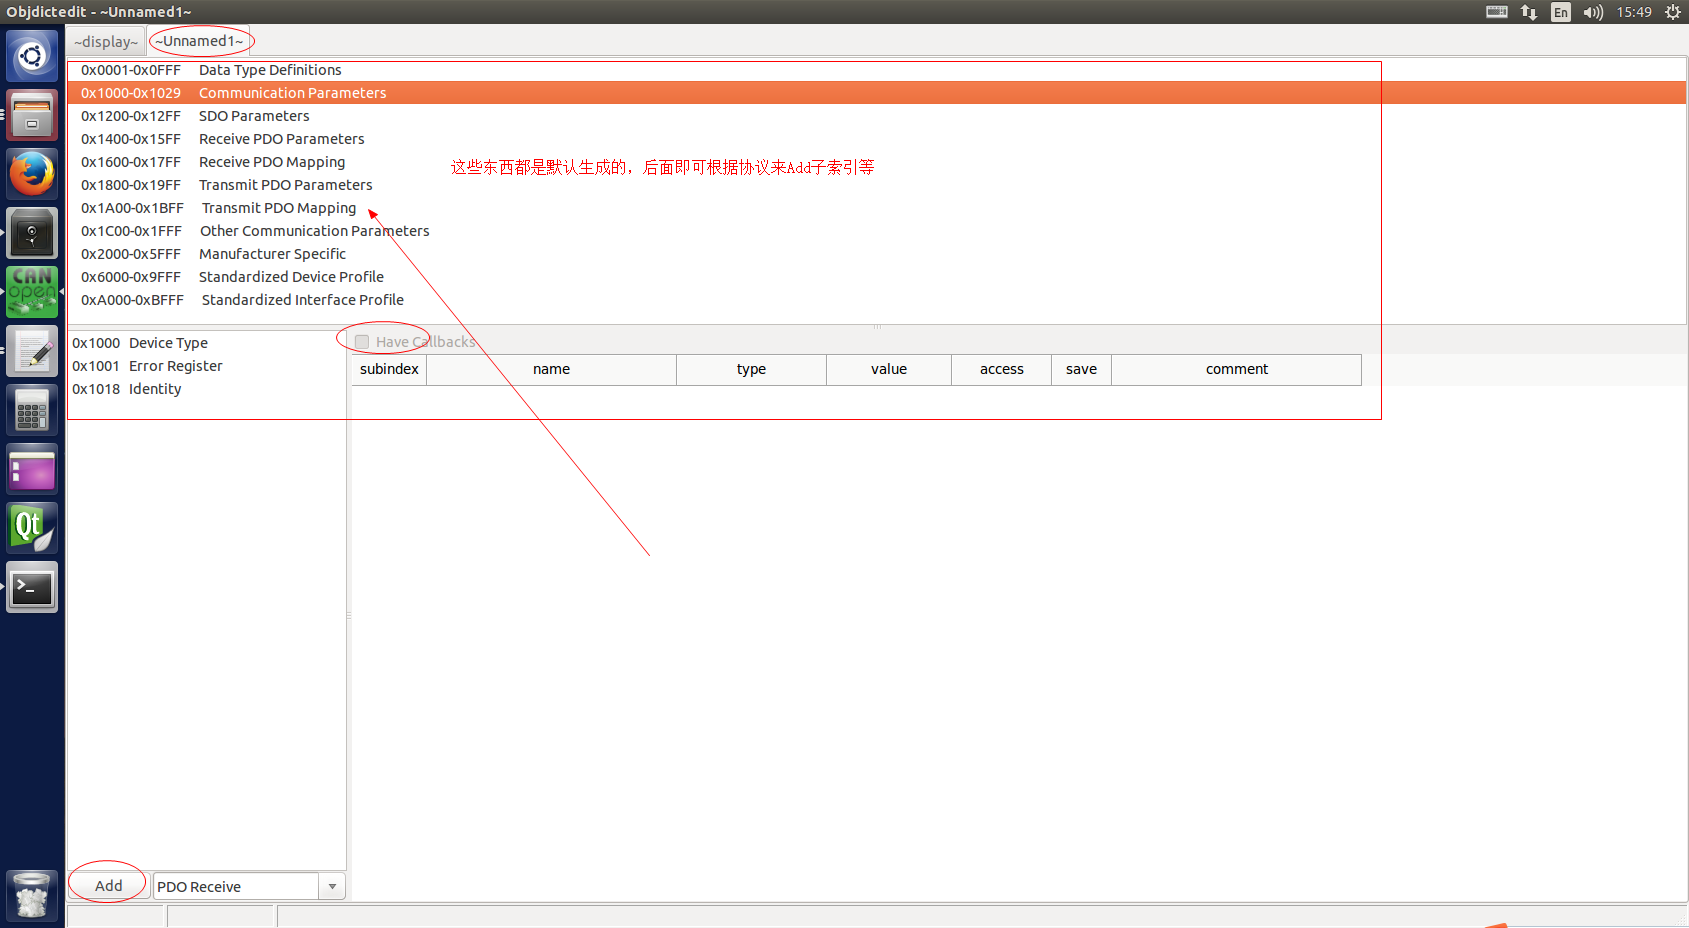 Objdictedit - ~Unnamed1~
En
15:49
~display~
~Unnamed1~
0x0001-0x0FFF Data Type Definitions
0x1000-0x1029 Communication Parameters
0x1200-0x12FF SDO Parameters
0x1400-0x15FF Receive PDO Parameters
0x1600-0x17FF Receive PDO Mapping
这些东西都是默认生成的，后面即可根据协议来Add子索引等
0x1800-0x19FF Transmit PDO Parameters
0x1A00-0x1BFF Transmit PDO Mapping
0x1C00-0x1FFF Other Communication Parameters
0x2000-0x5FFF Manufacturer Specific
0x6000-0x9FFF Standardized Device Profile
0xA000-0xBFFF Standardized Interface Profile
CAN
open
0x1000 Device Type
0x1001 Error Register
0x1018 Identity
Have Callbacks
subindex name type value access save comment
Qt
>_
Add
PDO Receive